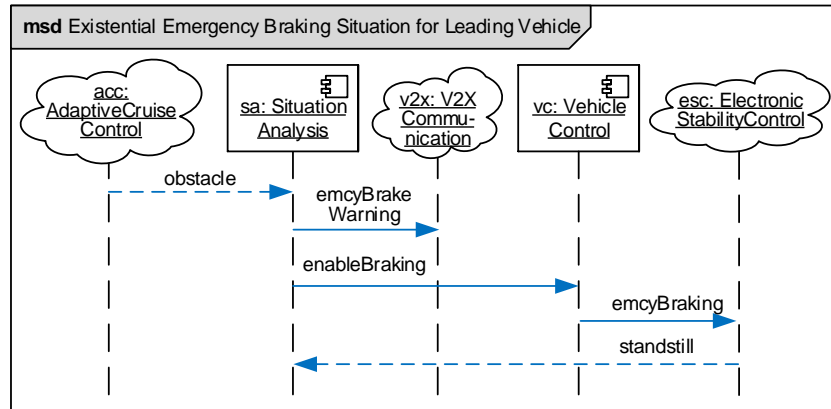 msd Existential Emergency Braking Situation for Leading Vehicle
acc:
AdaptiveCruise
Control
sa: Situation
Analysis
v2x: V2X
Commu-
nication
vc: Vehicle
Control
esc: Electronic
StabilityControl
obstacle
emcyBrake
Warning
enableBraking
emcyBraking
standstill